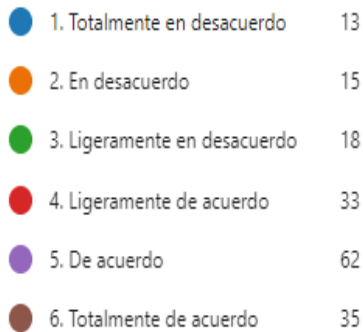 1. Totalmente en desacuerdo 13
2. En desacuerdo 15
3. Ligeramente en desacuerdo 18
4. Ligeramente de acuerdo 33
5. De acuerdo 62
6. Totalmente de acuerdo 35